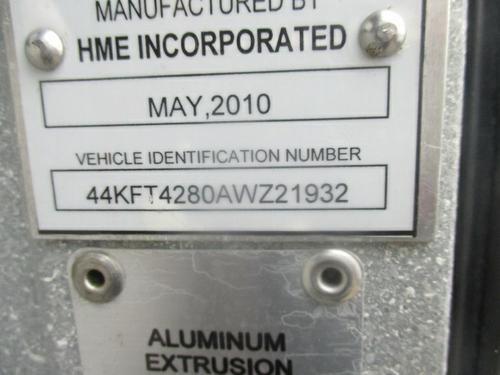 MANUFACTURED BY
HME INCORPORATED
MAY,2010
VEHICLE IDENTIFICATION NUMBER
44KFT4280AWZ21932
ALUMINUM
EXTRUSION